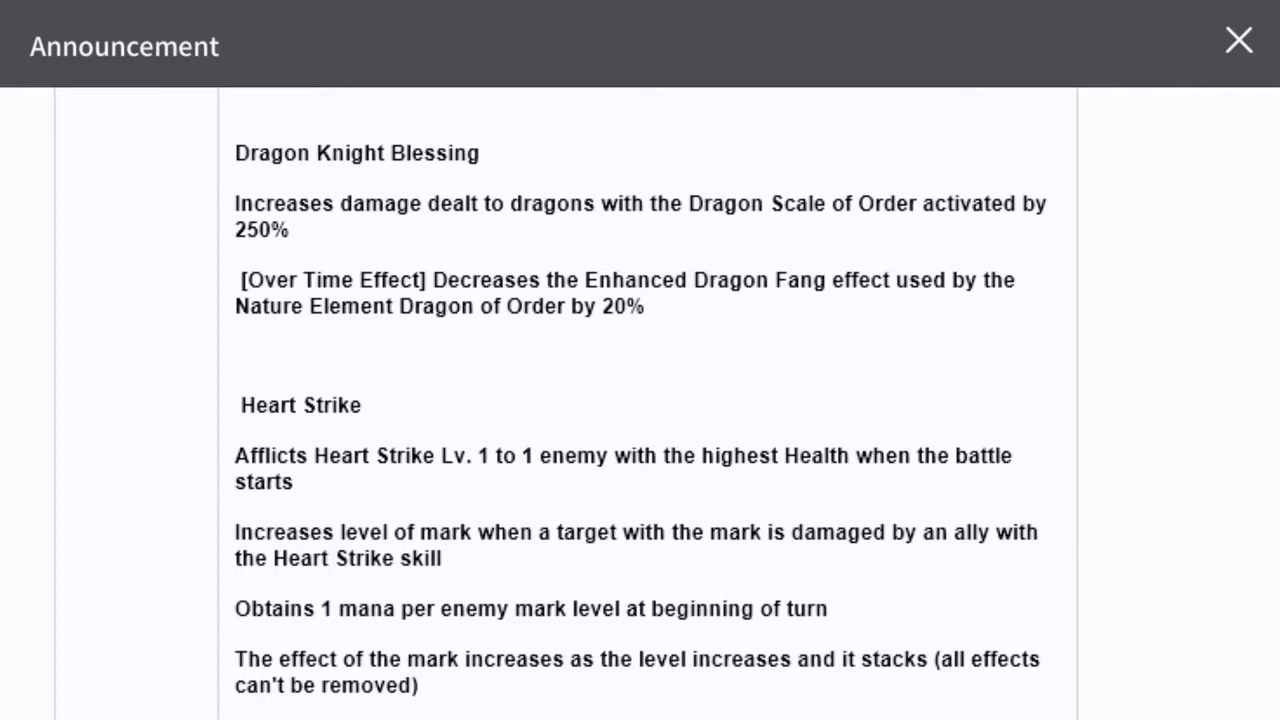 Announcement
Dragon Knight Blessing
Increases damage dealt to dragons with the Dragon Scale of Order activated by
250%
[Over Time Effect] Decreases the Enhanced Dragon Fang effect used by the
Nature Element Dragon of Order by 20%
Heart Strike
Afflicts Heart Strike Lv. 1 to 1 enemy with the highest Health when the battle
starts
Increases level of mark when a target with the mark is damaged by an ally with
the Heart Strike skill
Obtains 1 mana per enemy mark level at beginning of turn
The effect of the mark increases as the level increases and it stacks (all effects
can't be removed)